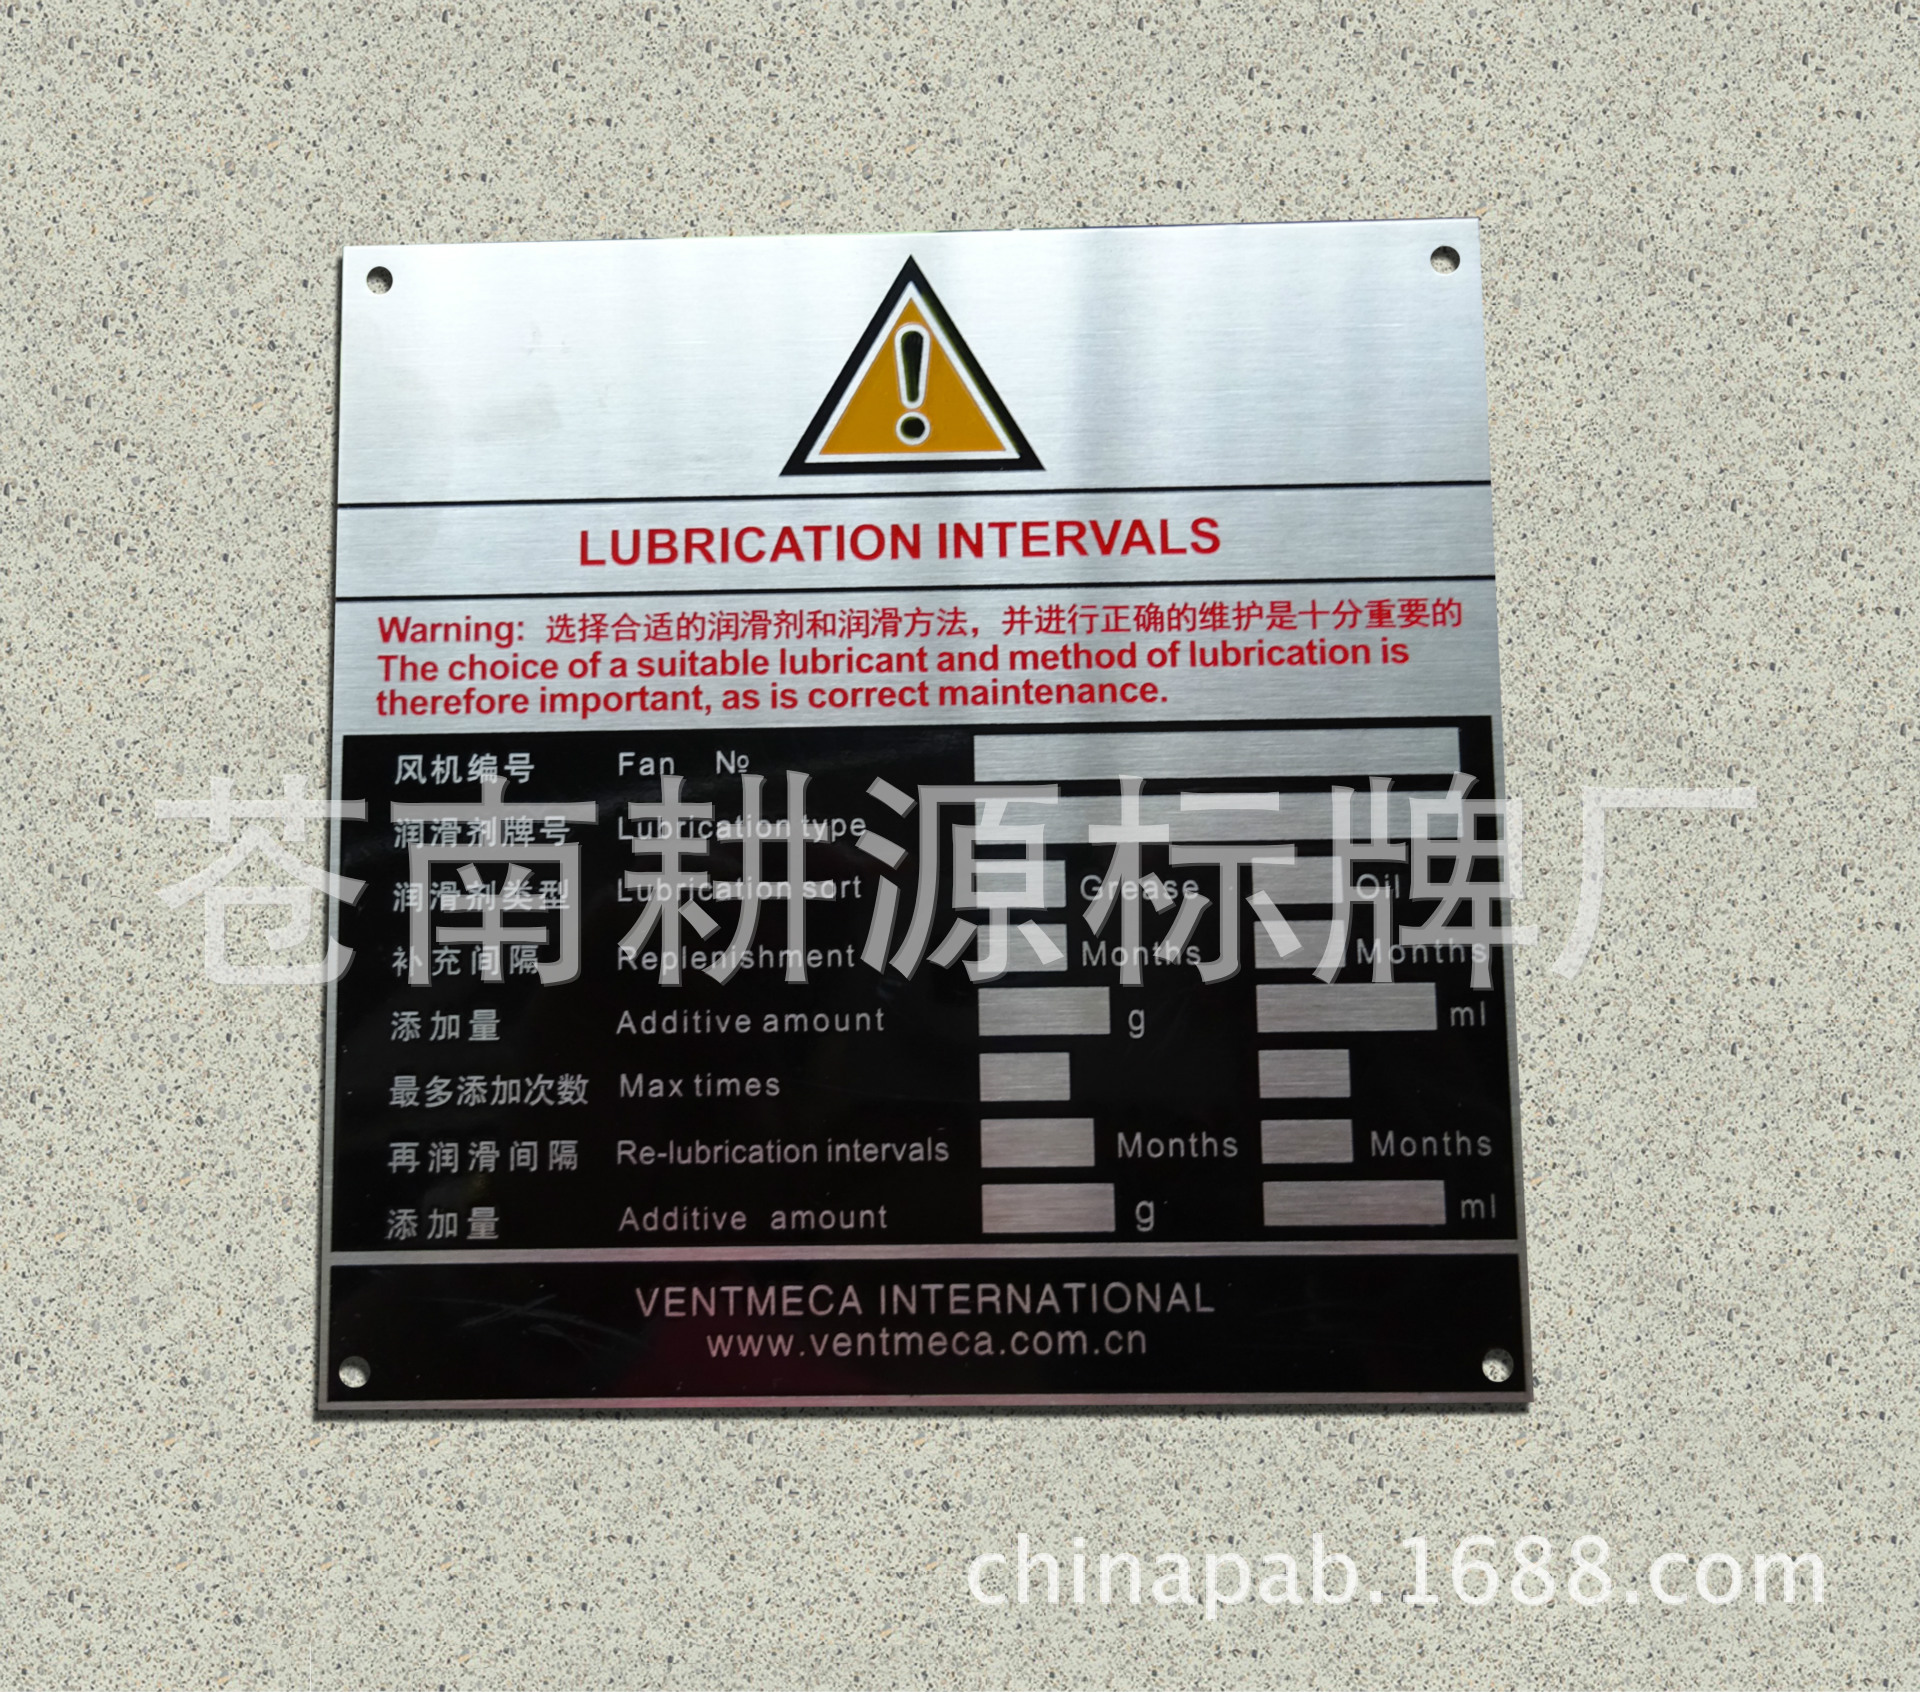 LUBRICATION INTERVALS
Warning: 选择合适的润滑剂和润滑方法，并进行正确的维护是十分重要的
The choice of a suitable lubricant and method of lubrication is
therefore important, as is correct maintenance.
风机编号 Fan №
润滑剂牌号 Lubrication type
苍南耕源标牌厂
润滑剂类型 Lubrication sort Grease Oil
补充间隔 Replenishment Months Months
添加量 Additive amount g ml
最多添加次数 Max times
再润滑间隔 Re-lubrication intervals Months Months
添加量 Additive amount g ml
VENTMECA INTERNATIONAL
www.ventmeca.com.cn
chinapab.1688.com